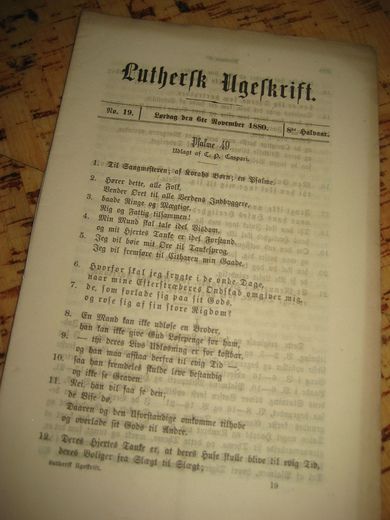 Luthersk Ugeskrift.
No. 19. Lørdag den 6te November 1880. 8de Halvaar.
Psalme 49.
Udlagt af C. P. Caspari.
1. Til Sangmesteren; af Korahs Børn; en Psalme.
2. Hører dette, alle Folk,
Vender Øret til alle Verdens Indbyggere,
3. baade Ringe og Mægtige,
Rig og Fattig tilsammen!
4. Min Mund skal tale idel Visdom,
og mit Hjertes Tanke er idel Forstand.
5. Jeg vil bøie mit Øre til Tankesprog,
Jeg vil fremføre til Citharen min Gaade.
6. Hvorfor skal jeg frygte i de onde Dage,
naar mine Efterstræberes Ondskab omgiver mig,
7. de, som forlade sig paa sit Gods,
og rose sig af sin store Rigdom?
8. En Mand kan ikke udløse en Broder,
han kan ikke give Gud Løsepenge for ham,
9. — thi deres Livs Udløsning er for kostbar,
og han maa afstaa derfra til evig Tid —
10. saa han fremdeles skulde leve bestandig
og ikke se Graven.
11. Nei, han vil faa se den;
de Vise dø,
Daaren og den Uforstandige omkomme tilhobe
og overlade sit Gods til Andre.
12. Deres Hjertes Tanke er, at deres Huse skulle blive til evig Tid,
deres Boliger fra Slægt til Slægt;
Luthersk Ugeskrift.
19